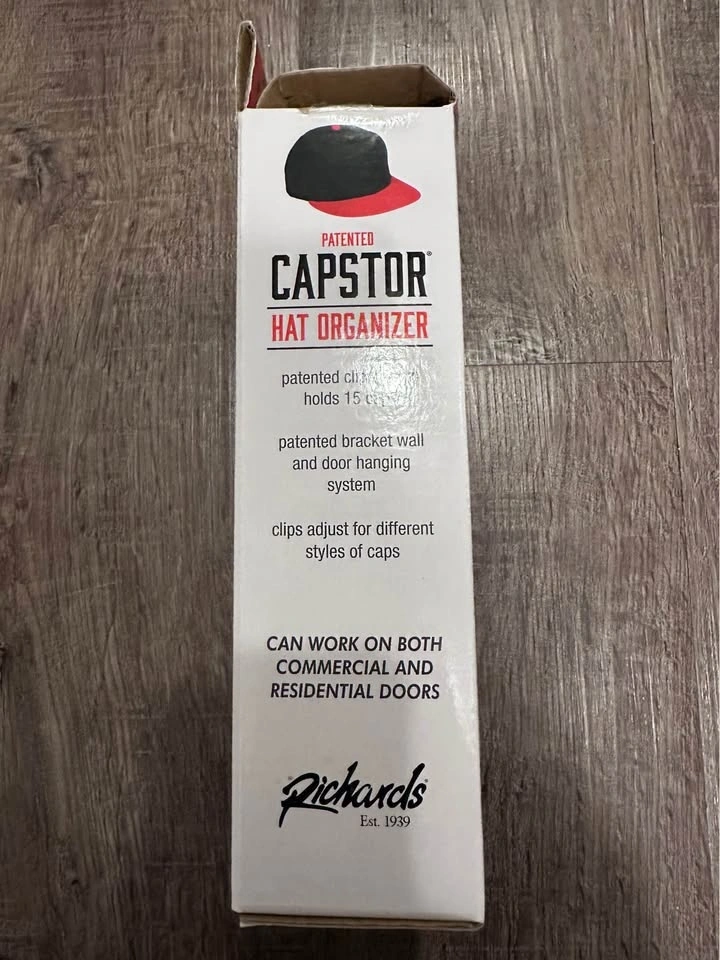 PATENTED
CAPSTOR®
HAT ORGANIZER
patented
holds 15
patented bracket wall
and door hanging
system
clips adjust for different
styles of caps
CAN WORK ON BOTH
COMMERCIAL AND
RESIDENTIAL DOORS
Richards
Est. 1939